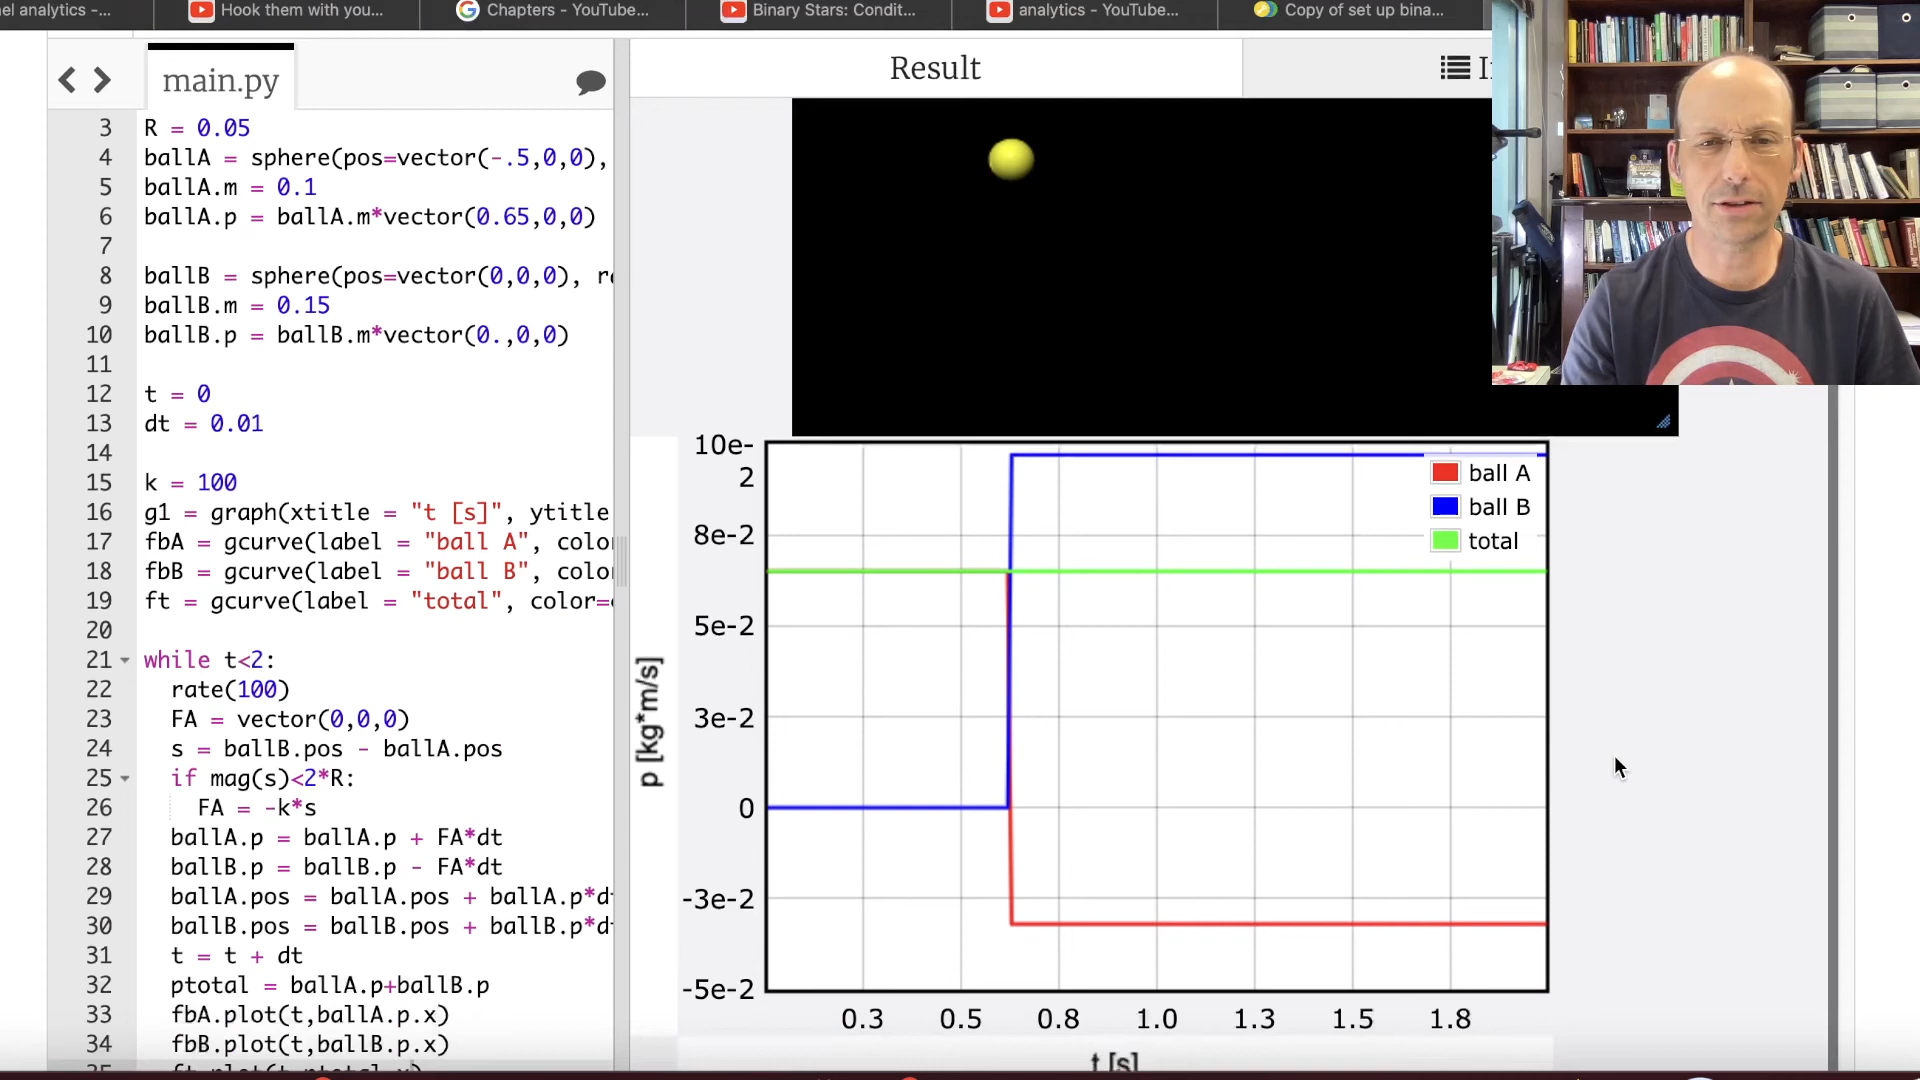 el analytics -...
Hook them with you...
Chapters - YouTube...
Binary Stars: Condit...
analytics - YouTube...
Copy of set up bina...
main.py
Result
3 R = 0.05
4 ballA = sphere(pos=vector(-.5,0,0),
5 ballA.m = 0.1
6 ballA.p = ballA.m*vector(0.65,0,0)
7
8 ballB = sphere(pos=vector(0,0,0), r
9 ballB.m = 0.15
10 ballB.p = ballB.m*vector(0.,0,0)
11
12 t = 0
13 dt = 0.01
14
15 k = 100
16 g1 = graph(xtitle = "t [s]", ytitle
17 fbA = gcurve(label = "ball A", colo
18 fbB = gcurve(label = "ball B", colo
19 ft = gcurve(label = "total", color=
20
21 while t<2:
22 rate(100)
23 FA = vector(0,0,0)
24 s = ballB.pos - ballA.pos
25 if mag(s)<2*R:
26 FA = -k*s
27 ballA.p = ballA.p + FA*dt
28 ballB.p = ballB.p - FA*dt
29 ballA.pos = ballA.pos + ballA.p*d
30 ballB.pos = ballB.pos + ballB.p*d
31 t = t + dt
32 ptotal = ballA.p+ballB.p
33 fbA.plot(t,ballA.p.x)
34 fbB.plot(t,ballB.p.x)
10e-
2
8e-2
5e-2
3e-2
0
-3e-2
-5e-2
p [kg*m/s]
ball A
ball B
total
0.3 0.5 0.8 1.0 1.3 1.5 1.8
t [s]